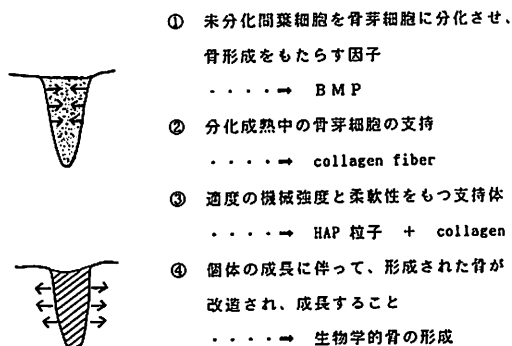 ① 未分化間葉細胞を骨芽細胞に分化させ、
骨形成をもたらす因子
・・・・➡ BMP
② 分化成熟中の骨芽細胞の支持
・・・・➡ collagen fiber
③ 適度の機械強度と柔軟性をもつ支持体
・・・・➡ HAP 粒子 + collagen
④ 個体の成長に伴って、形成された骨が
改造され、成長すること
・・・・➡ 生物学的骨の形成